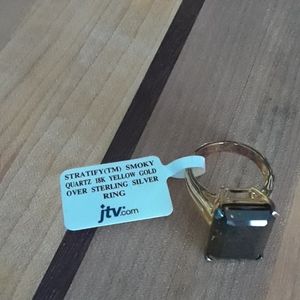 STRATIFY(TM) SMOKY
QUARTZ 18K YELLOW GOLD
OVER STERLING SILVER
RING
jtv.com